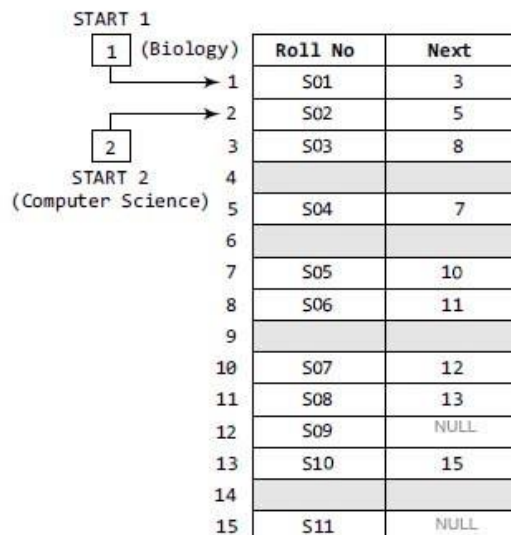 START 1
1 (Biology)
2
START 2
(Computer Science)
Roll No Next
1 S01 3
2 S02 5
3 S03 8
4
5 S04 7
6
7 S05 10
8 S06 11
9
10 S07 12
11 S08 13
12 S09 NULL
13 S10 15
14
15 S11 NULL